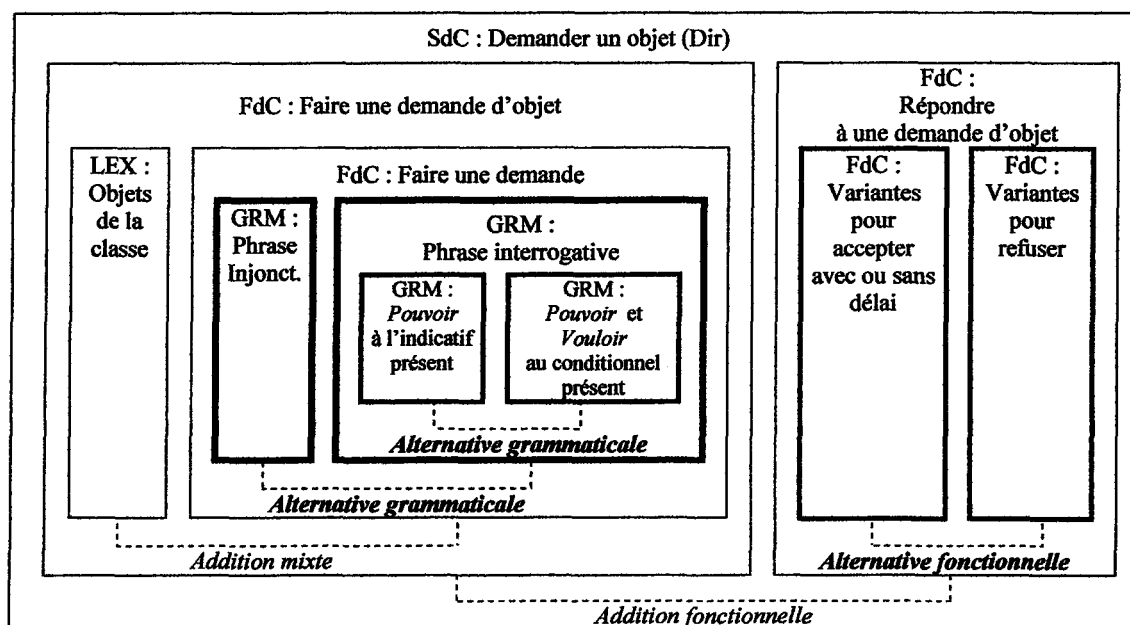 SdC : Demander un objet (Dir)
FdC : Faire une demande d'objet
LEX :
Objets
de la
classe
FdC : Faire une demande
GRM :
Phrase
Injonct.
GRM :
Phrase interrogative
GRM :
Pouvoir
à l'indicatif
présent
GRM :
Pouvoir et
Vouloir
au conditionnel
présent
Alternative grammaticale
Alternative grammaticale
Addition mixte
FdC :
Répondre
à une demande d'objet
FdC :
Variantes
pour
accepter
avec ou sans
délai
FdC :
Variantes
pour
refuser
Alternative fonctionnelle
Addition fonctionnelle